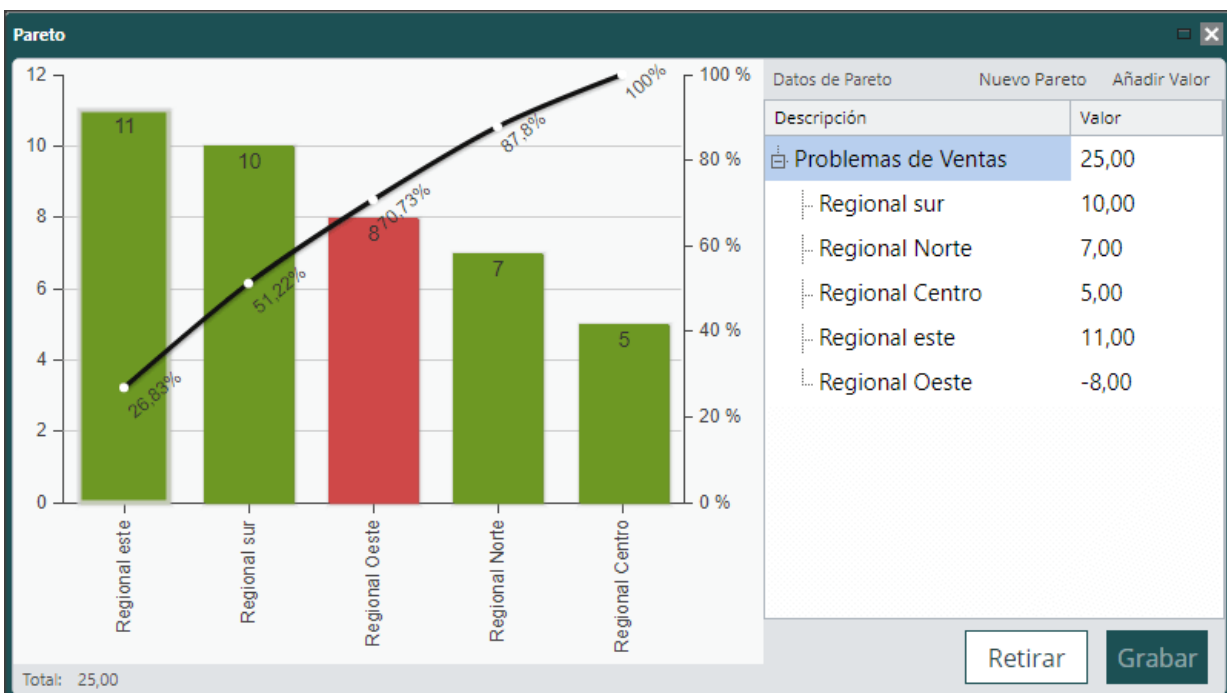 Pareto
12
10
8
6
4
2
0
11
10
8
7
5
26,83%
51,22%
70,73%
87,8%
100%
100 %
80 %
60 %
40 %
20 %
0 %
Regional este
Regional sur
Regional Oeste
Regional Norte
Regional Centro
Total: 25,00
Datos de Pareto Nuevo Pareto Añadir Valor
Descripción Valor
Problemas de Ventas 25,00
Regional sur 10,00
Regional Norte 7,00
Regional Centro 5,00
Regional este 11,00
Regional Oeste -8,00
Retirar Grabar